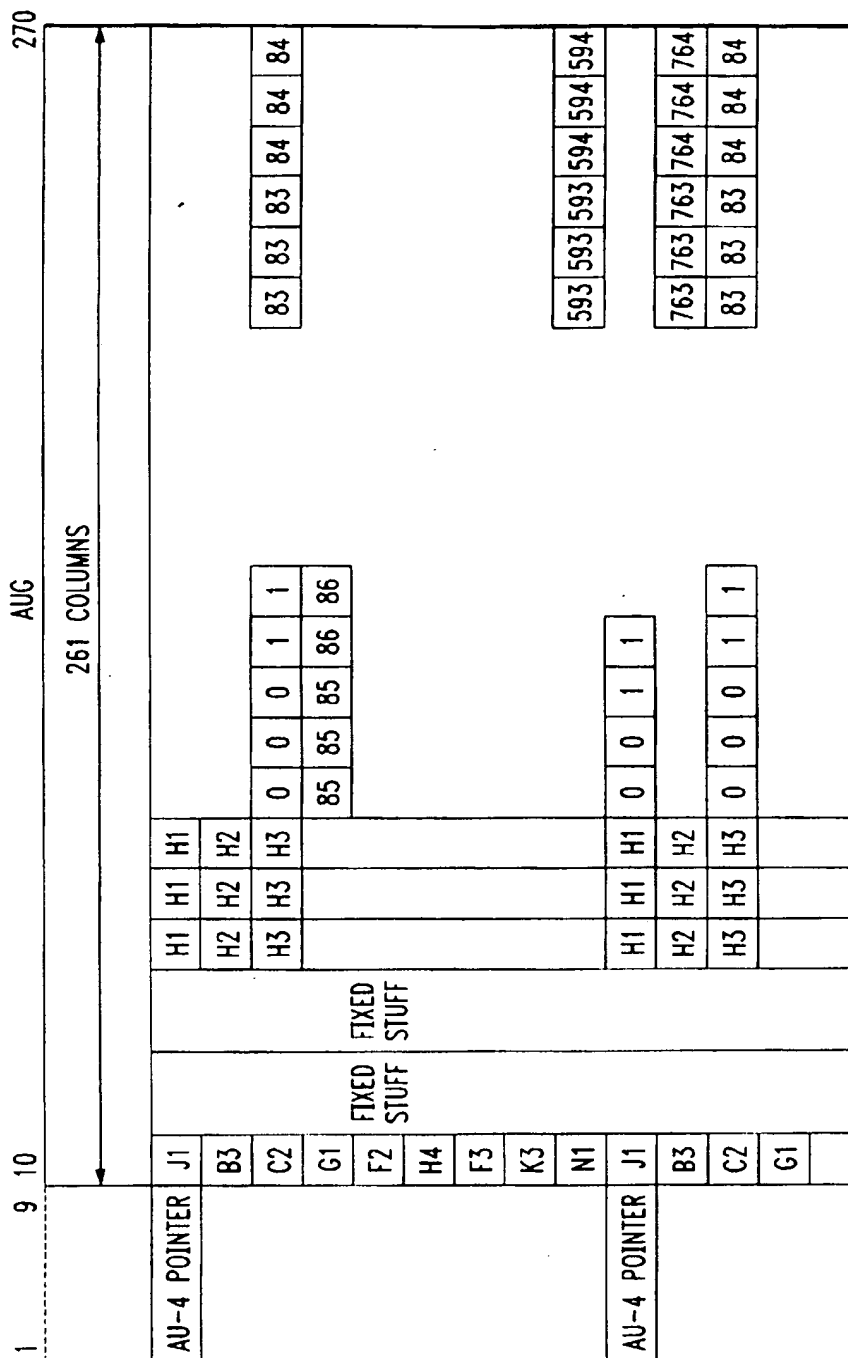 1 9 10 AUG 270
261 COLUMNS
AU-4 POINTER J1 H1 H1 H1
B3 H2 H2 H2
C2 H3 H3 H3 0 0 0 1 1 83 83 83 84 84 84
G1 85 85 85 86 86
F2 FIXED FIXED
H4 STUFF STUFF
F3
K3
N1 593 593 593 594 594 594
AU-4 POINTER J1 H1 H1 H1 0 0 1 1
B3 H2 H2 H2 763 763 763 764 764 764
C2 H3 H3 H3 0 0 0 1 1 83 83 83 84 84 84
G1